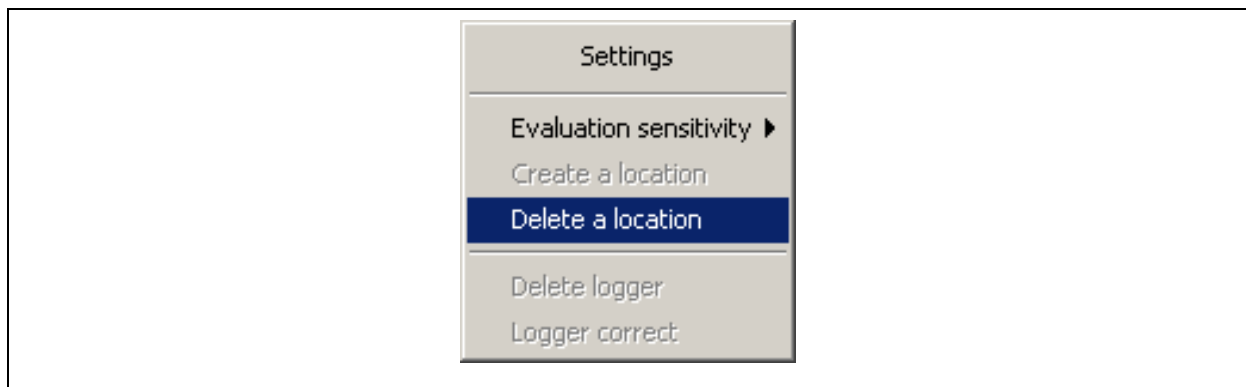 Settings
Evaluation sensitivity
Create a location
Delete a location
Delete logger
Logger correct